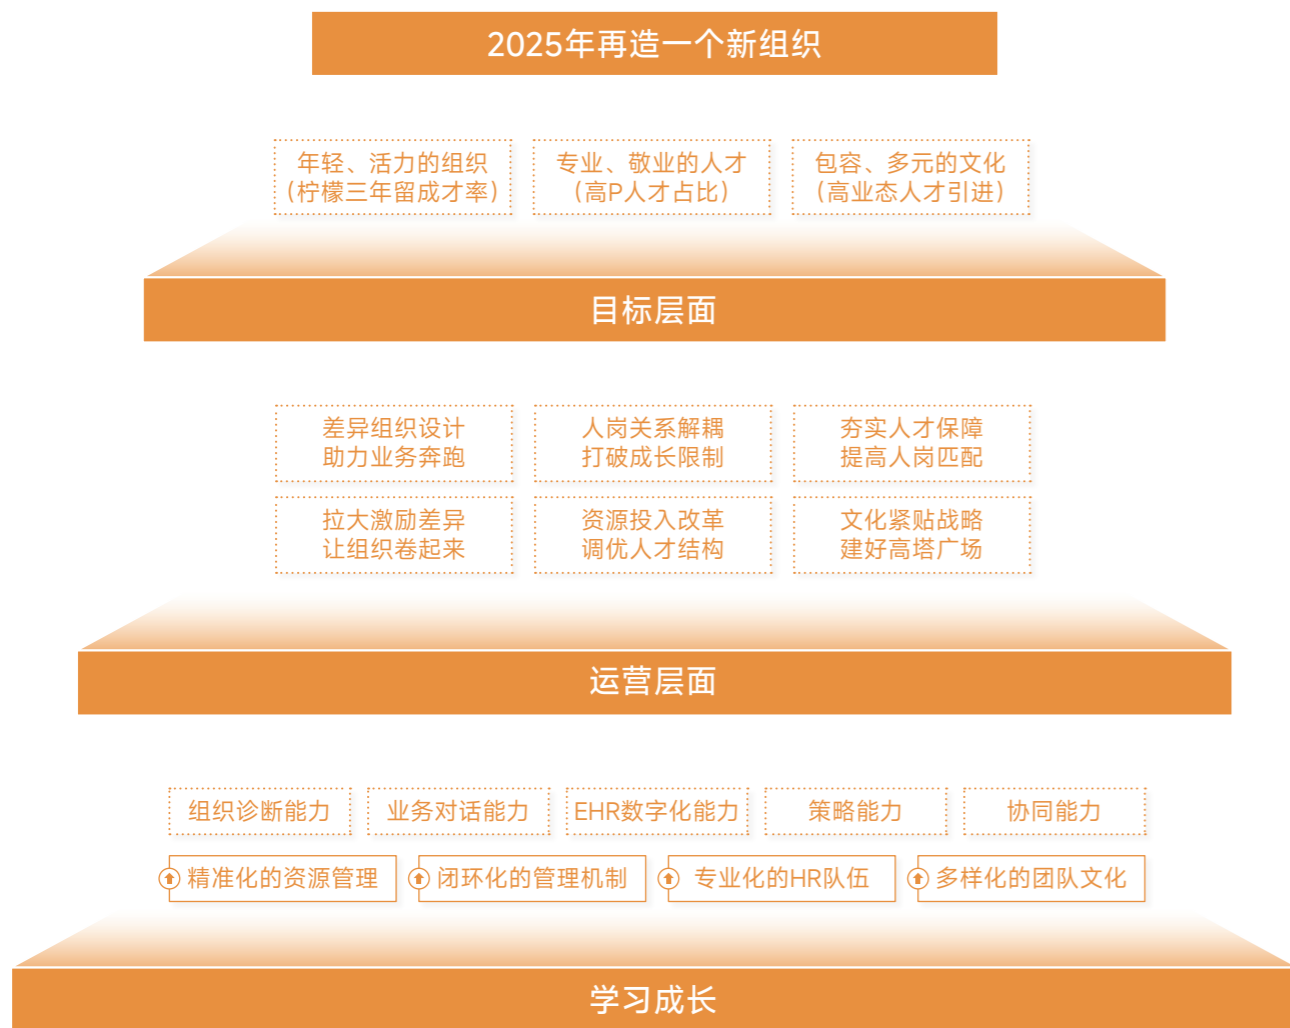 2025年再造一个新组织
年轻、活力的组织
（柠檬三年留成才率）
专业、敬业的人才
（高P人才占比）
包容、多元的文化
（高业态人才引进）
目标层面
差异组织设计
助力业务奔跑
人岗关系解耦
打破成长限制
夯实人才保障
提高人岗匹配
拉大激励差异
让组织卷起来
资源投入改革
调优人才结构
文化紧贴战略
建好高塔广场
运营层面
组织诊断能力
业务对话能力
EHR数字化能力
策略能力
协同能力
精准化的资源管理
闭环化的管理机制
专业化的HR队伍
多样化的团队文化
学习成长